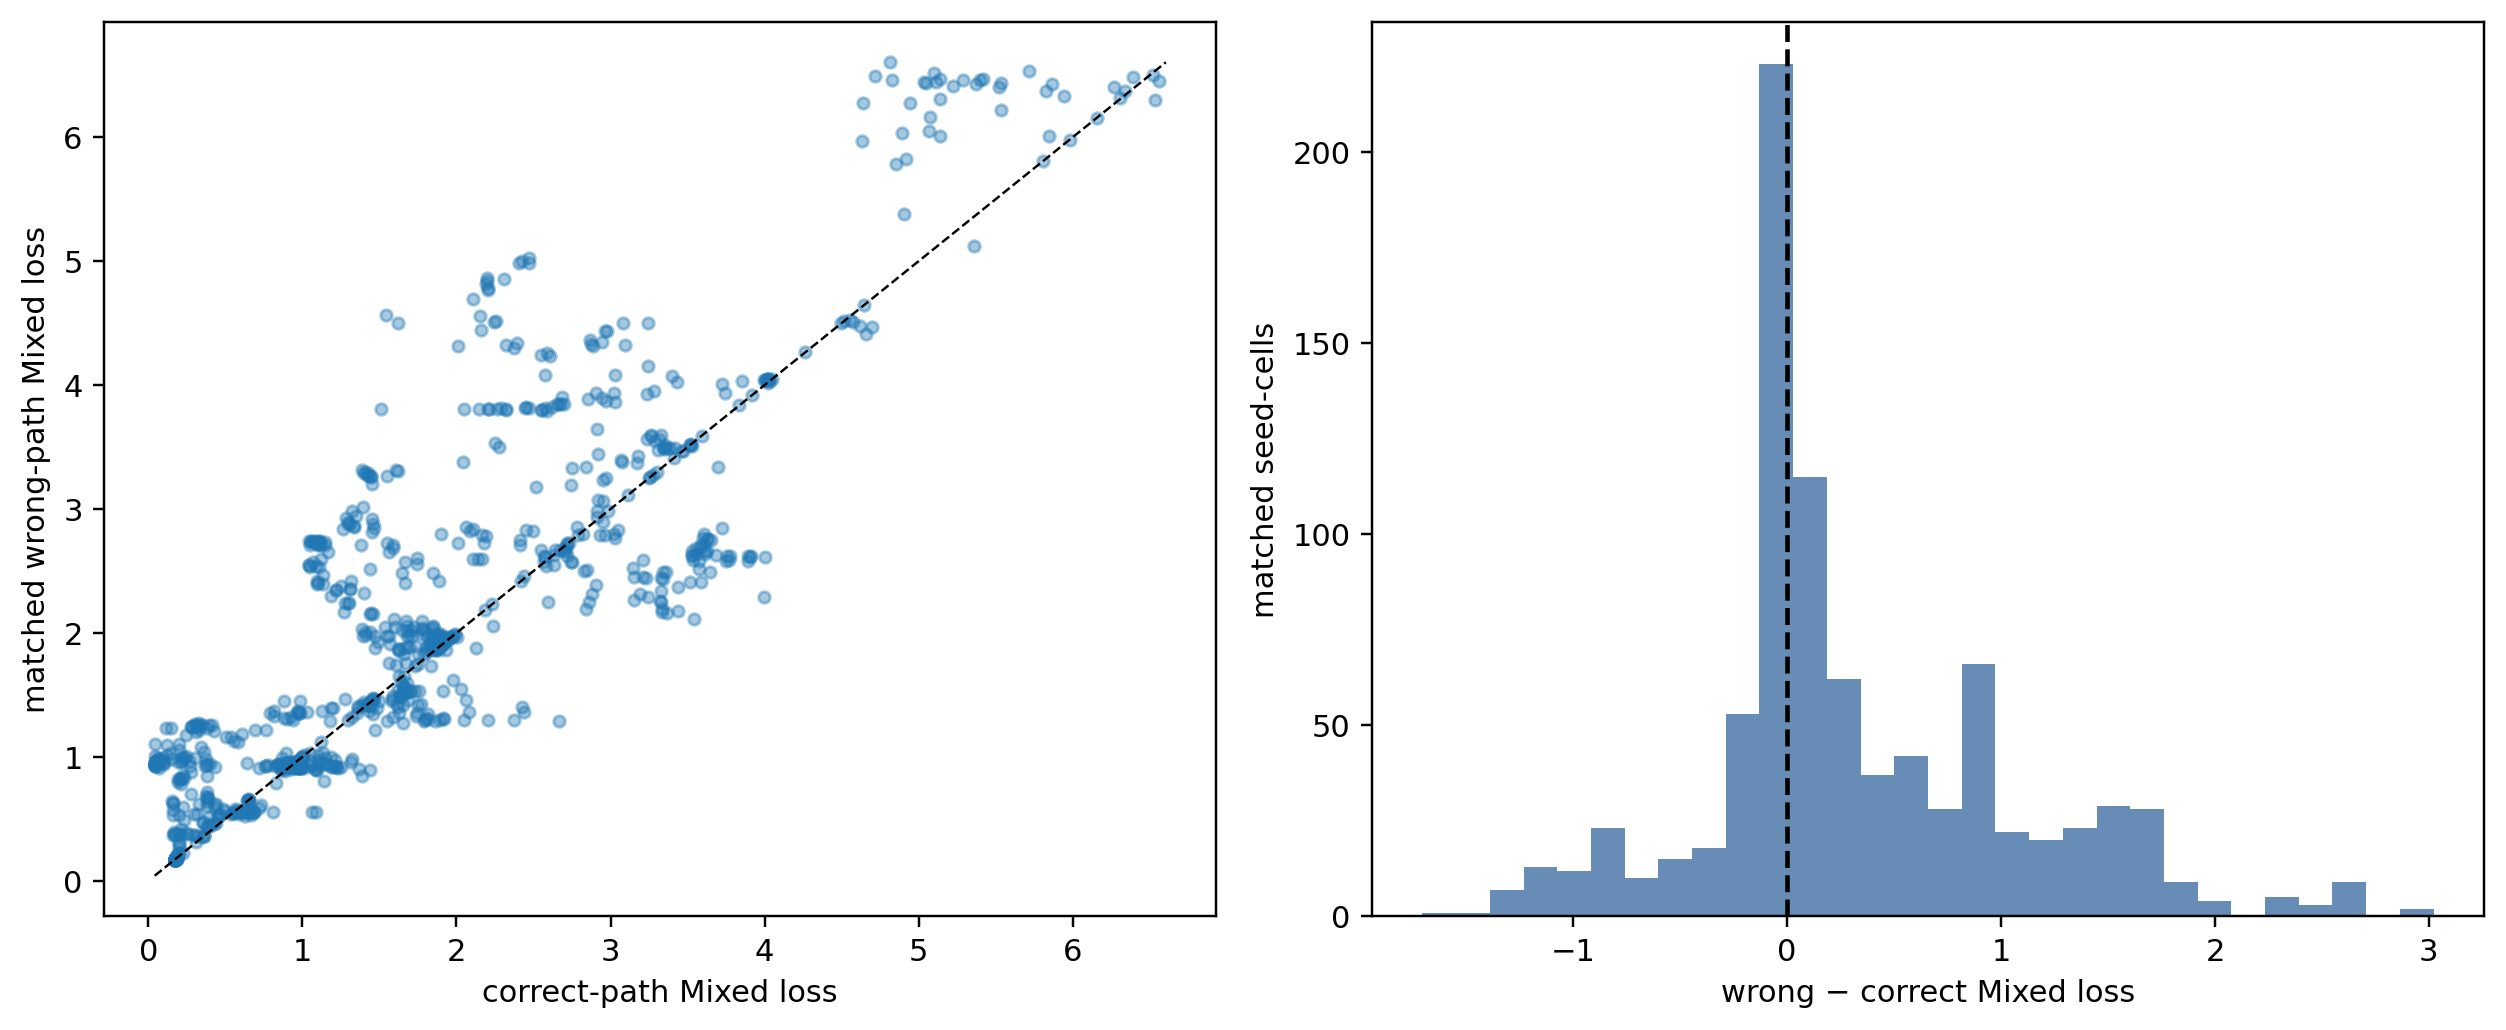 matched wrong-path Mixed loss
6
5
4
3
2
1
0
0 1 2 3 4 5 6
correct-path Mixed loss
matched seed-cells
200
150
100
50
0
−1 0 1 2 3
wrong − correct Mixed loss